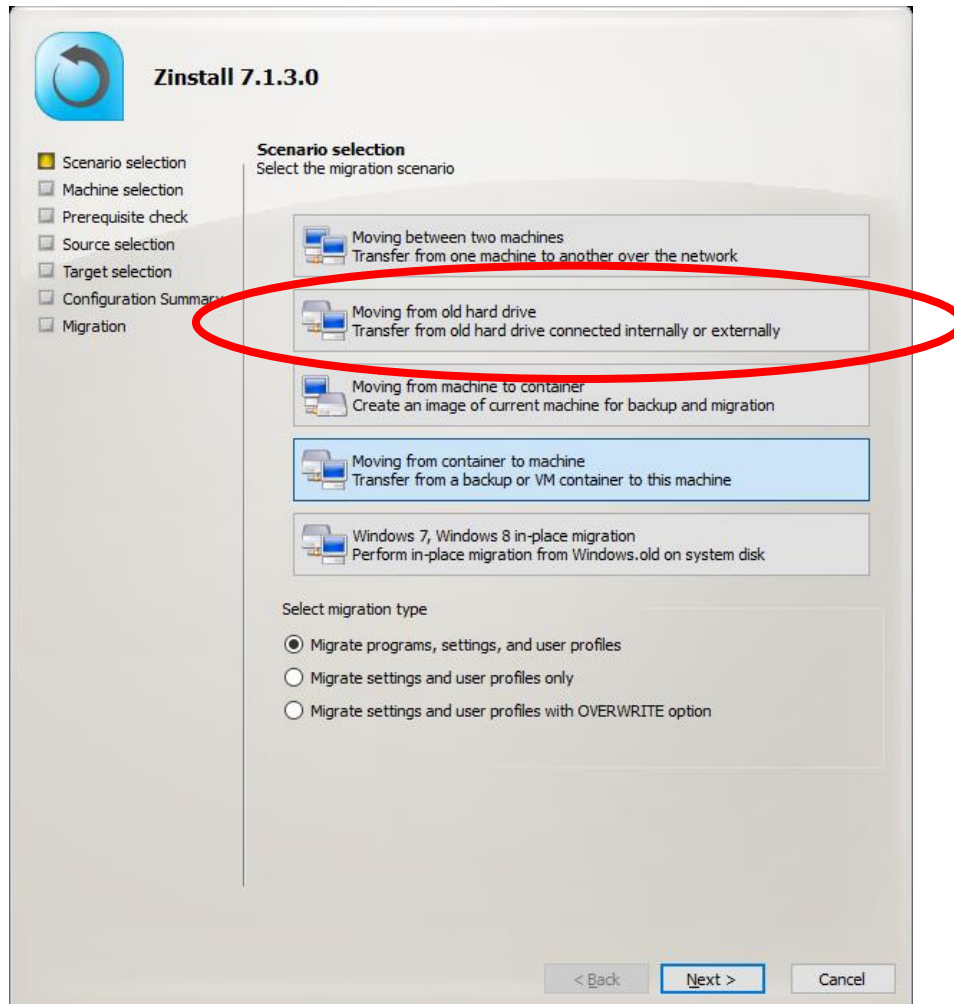 Zinstall 7.1.3.0
Scenario selection
Machine selection
Prerequisite check
Source selection
Target selection
Configuration Summary
Migration
Scenario selection
Select the migration scenario
Moving between two machines
Transfer from one machine to another over the network
Moving from old hard drive
Transfer from old hard drive connected internally or externally
Moving from machine to container
Create an image of current machine for backup and migration
Moving from container to machine
Transfer from a backup or VM container to this machine
Windows 7, Windows 8 in-place migration
Perform in-place migration from Windows.old on system disk
Select migration type
Migrate programs, settings, and user profiles
Migrate settings and user profiles only
Migrate settings and user profiles with OVERWRITE option
< Back
Next >
Cancel